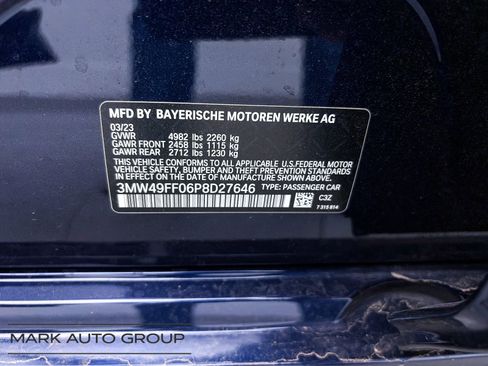 MFD BY BAYERISCHE MOTOREN WERKE AG
03/23
GVWR 4982 lbs 2260 kg
GAWR FRONT 2458 lbs 1115 kg
GAWR REAR 2712 lbs 1230 kg
THIS VEHICLE CONFORMS TO ALL APPLICABLE U.S.FEDERAL MOTOR
VEHICLE SAFETY, BUMPER AND THEFT PREVENTION STANDARDS
IN EFFECT ON THE DATE OF MANUFACTURE SHOWN ABOVE.
3MW49FF06P8D27646 TYPE: PASSENGER CAR
C3Z
7 315 814
MARK AUTO GROUP